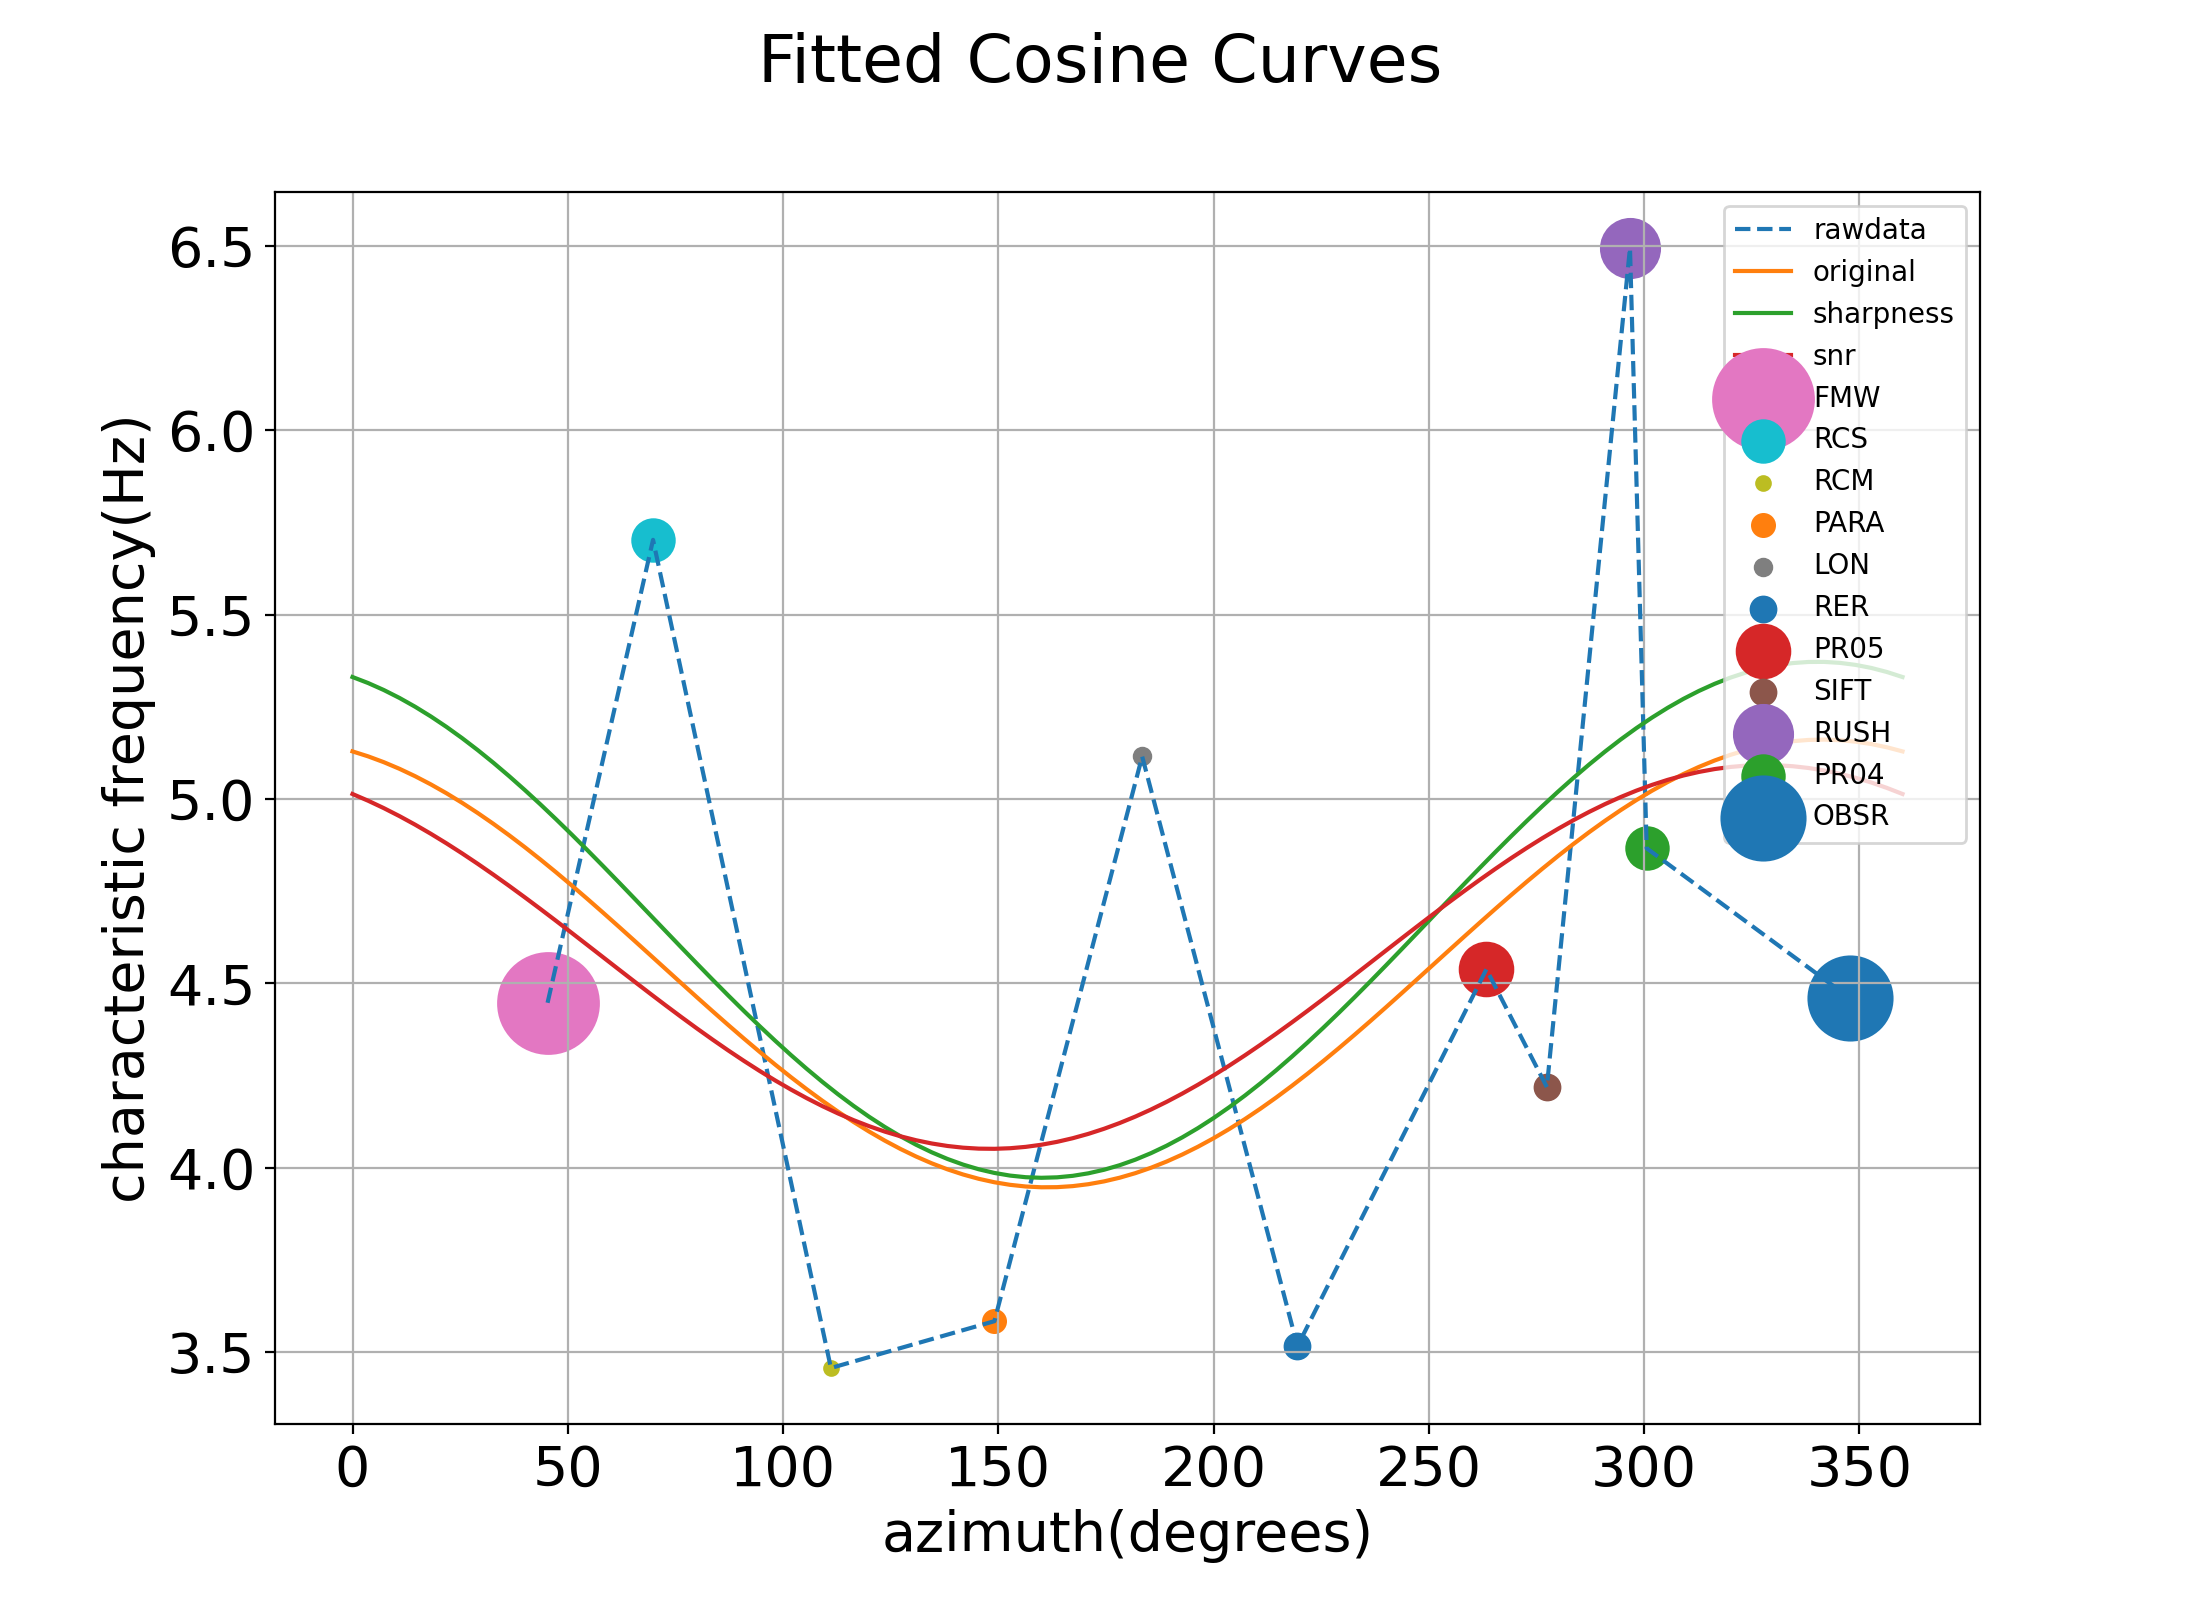 Fitted Cosine Curves
characteristic frequency(Hz)
6.5
6.0
5.5
5.0
4.5
4.0
3.5
rawdata
original
sharpness
snr
FMW
RCS
RCM
PARA
LON
RER
PR05
SIFT
RUSH
PR04
OBSR
0 50 100 150 200 250 300 350
azimuth(degrees)